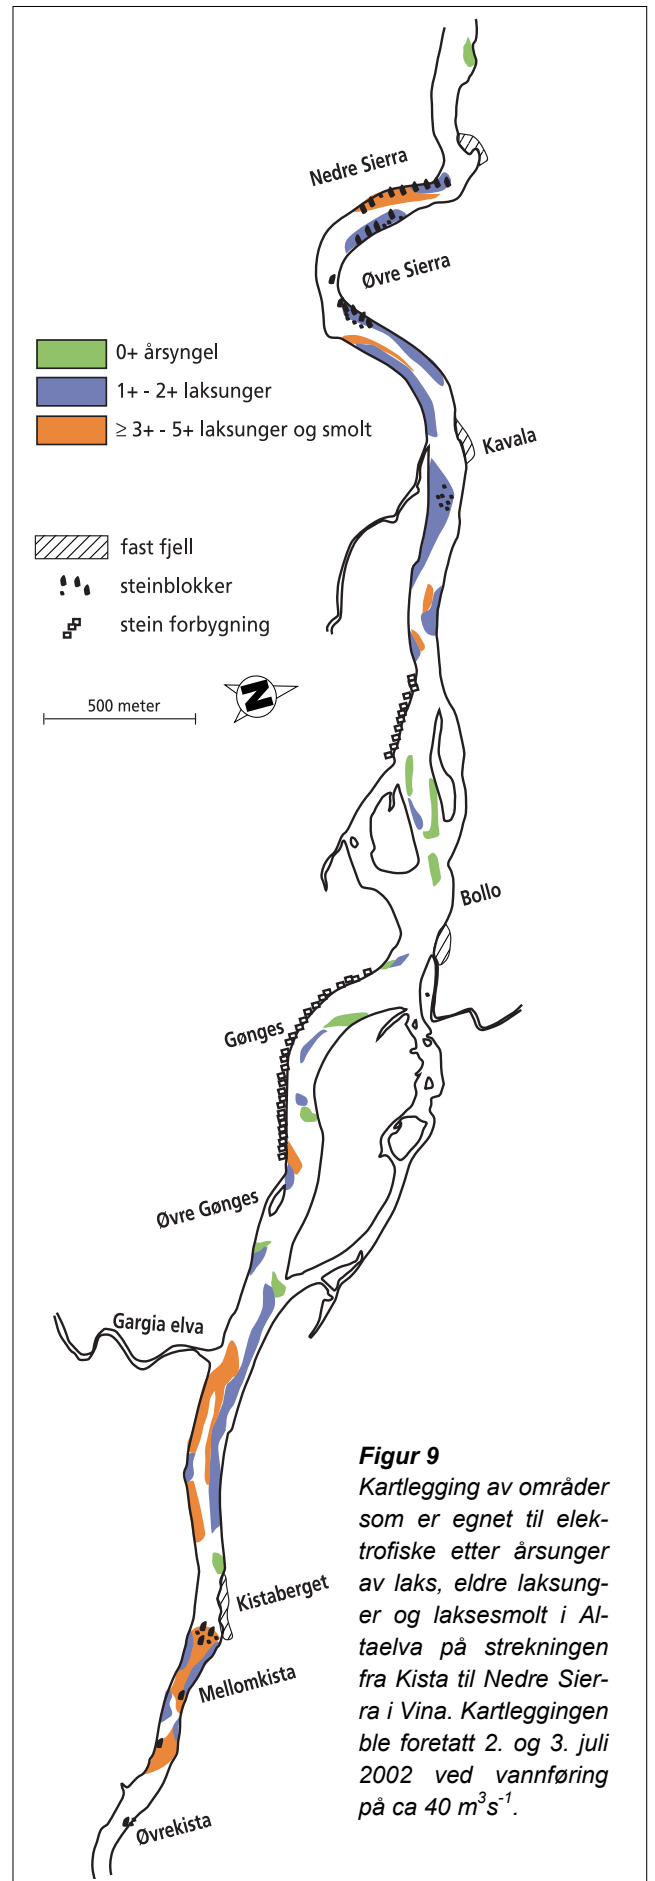 Nedre Sierra
Øvre Sierra
0+ årsyngel
1+ - 2+ laksunger
≥ 3+ - 5+ laksunger og smolt
Kavala
fast fjell
steinblokker
stein forbygning
N
500 meter
Bollo
Gønges
Øvre Gønges
Gargia elva
Kistaberget
Mellomkista
Øvrekista
Figur 9
Kartlegging av områder
som er egnet til elek-
trofiske etter årsunger
av laks, eldre laksung-
er og laksesmolt i Al-
taelva på strekningen
fra Kista til Nedre Sier-
ra i Vina. Kartleggingen
ble foretatt 2. og 3. juli
2002 ved vannføring
på ca 40 m³s⁻¹.